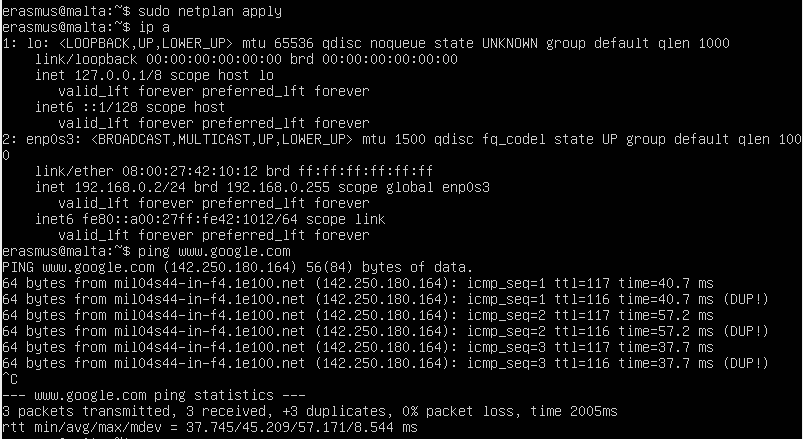 erasmus@malta:~$ sudo netplan apply
erasmus@malta:~$ ip a
1: lo: <LOOPBACK,UP,LOWER_UP> mtu 65536 qdisc noqueue state UNKNOWN group default qlen 1000
    link/loopback 00:00:00:00:00:00 brd 00:00:00:00:00:00
    inet 127.0.0.1/8 scope host lo
       valid_lft forever preferred_lft forever
    inet6 ::1/128 scope host
       valid_lft forever preferred_lft forever
2: enp0s3: <BROADCAST,MULTICAST,UP,LOWER_UP> mtu 1500 qdisc fq_codel state UP group default qlen 100
0
    link/ether 08:00:27:42:10:12 brd ff:ff:ff:ff:ff:ff
    inet 192.168.0.2/24 brd 192.168.0.255 scope global enp0s3
       valid_lft forever preferred_lft forever
    inet6 fe80::a00:27ff:fe42:1012/64 scope link
       valid_lft forever preferred_lft forever
erasmus@malta:~$ ping www.google.com
PING www.google.com (142.250.180.164) 56(84) bytes of data.
64 bytes from mil04s44-in-f4.1e100.net (142.250.180.164): icmp_seq=1 ttl=117 time=40.7 ms
64 bytes from mil04s44-in-f4.1e100.net (142.250.180.164): icmp_seq=1 ttl=116 time=40.7 ms (DUP!)
64 bytes from mil04s44-in-f4.1e100.net (142.250.180.164): icmp_seq=2 ttl=117 time=57.2 ms
64 bytes from mil04s44-in-f4.1e100.net (142.250.180.164): icmp_seq=2 ttl=116 time=57.2 ms (DUP!)
64 bytes from mil04s44-in-f4.1e100.net (142.250.180.164): icmp_seq=3 ttl=117 time=37.7 ms
64 bytes from mil04s44-in-f4.1e100.net (142.250.180.164): icmp_seq=3 ttl=116 time=37.7 ms (DUP!)
^C
--- www.google.com ping statistics ---
3 packets transmitted, 3 received, +3 duplicates, 0% packet loss, time 2005ms
rtt min/avg/max/mdev = 37.745/45.209/57.171/8.544 ms